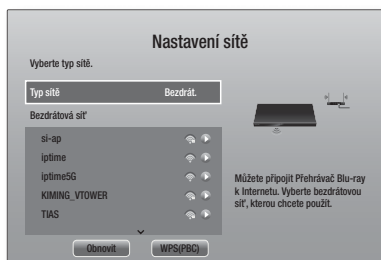 Nastavení sítě
Vyberte typ sítě.
Typ sítě Bezdrát.
Bezdrátová síť
si-ap
iptime
iptime5G
KIMING_VTOWER
TIAS
Můžete připojit Přehrávač Blu-ray
k Internetu. Vyberte bezdrátovou
síť, kterou chcete použít.
Obnovit WPS(PBC)